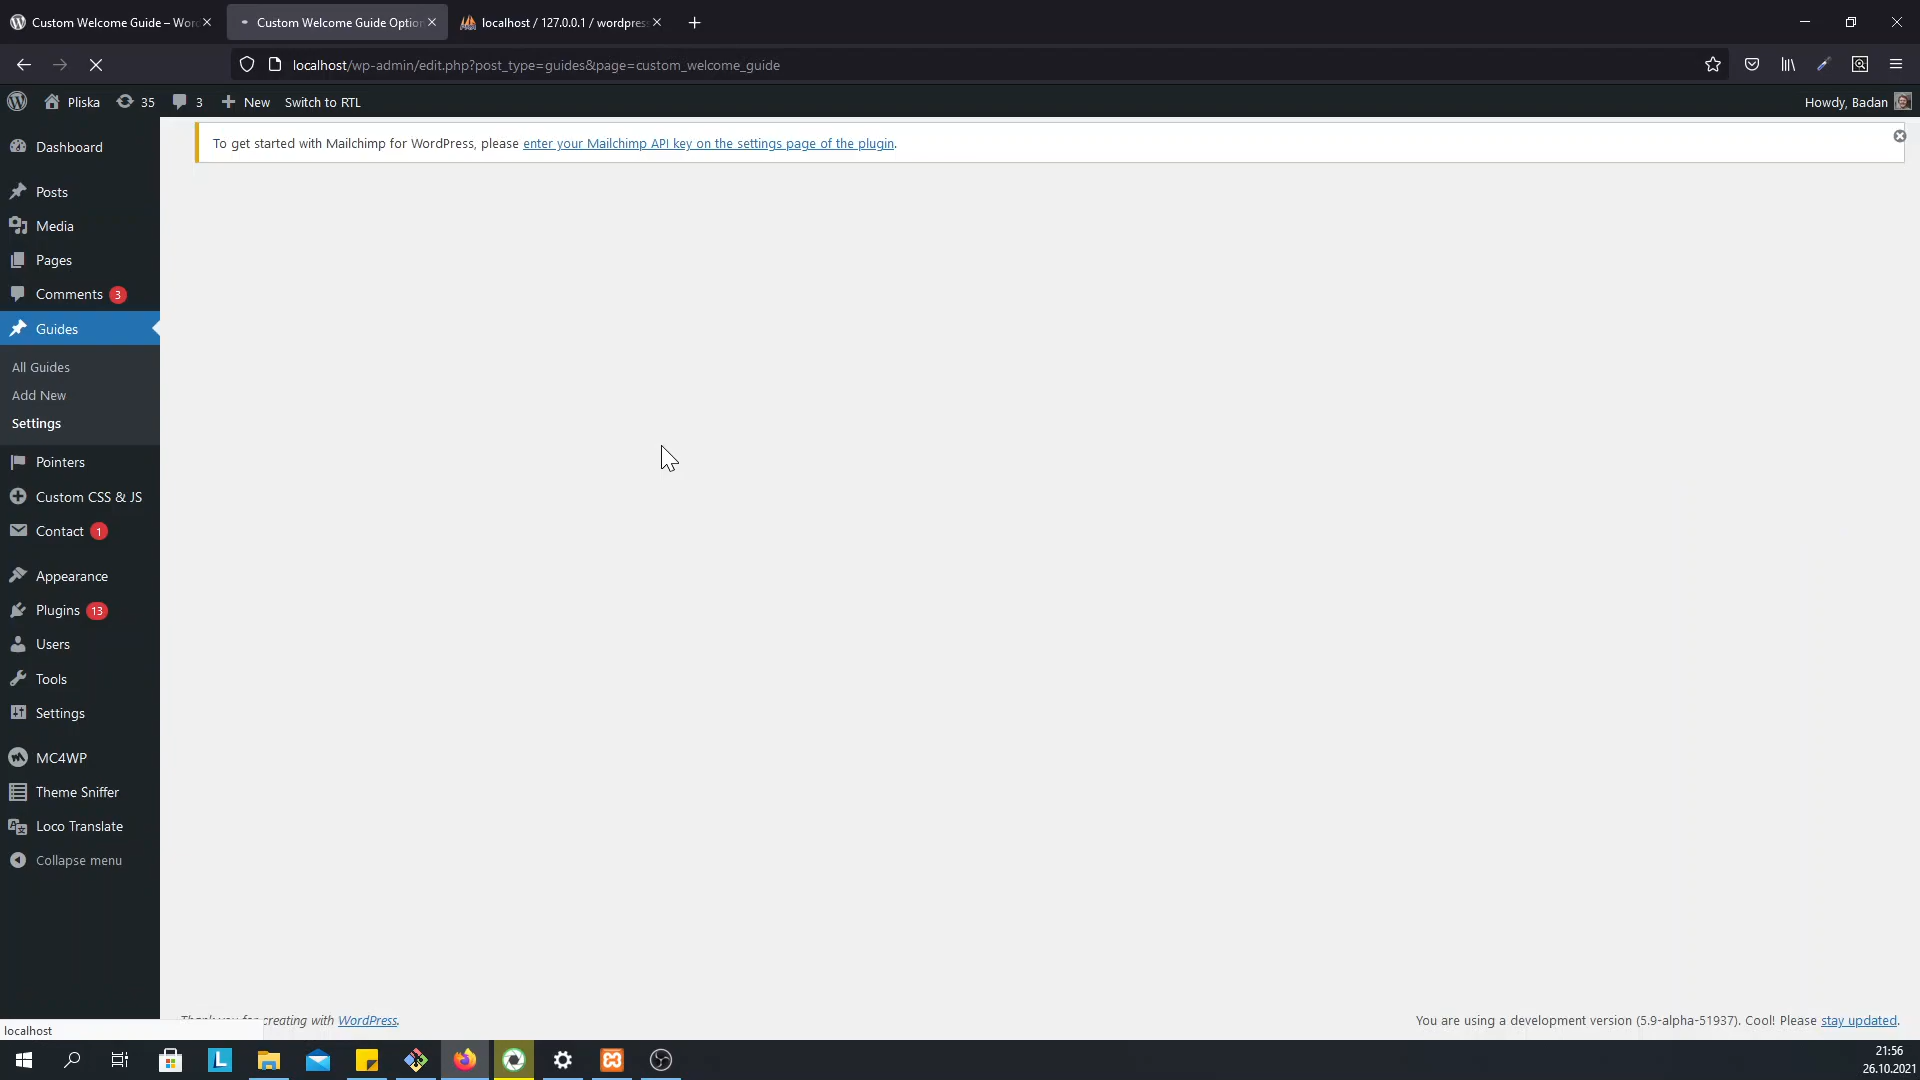 Custom Welcome Guide – Wor
Custom Welcome Guide Option
localhost / 127.0.0.1 / wordpres
localhost/wp-admin/edit.php?post_type=guides&page=custom_welcome_guide
Pliska
35
3
New
Switch to RTL
Howdy, Badan
To get started with Mailchimp for WordPress, please enter your Mailchimp API key on the settings page of the plugin.
Dashboard
Posts
Media
Pages
Comments 3
Guides
All Guides
Add New
Settings
Pointers
Custom CSS & JS
Contact 1
Appearance
Plugins 13
Users
Tools
Settings
MC4WP
Theme Sniffer
Loco Translate
Collapse menu
Thank you for creating with WordPress.
You are using a development version (5.9-alpha-51937). Cool! Please stay updated.
localhost
L
21:56
26.10.2021